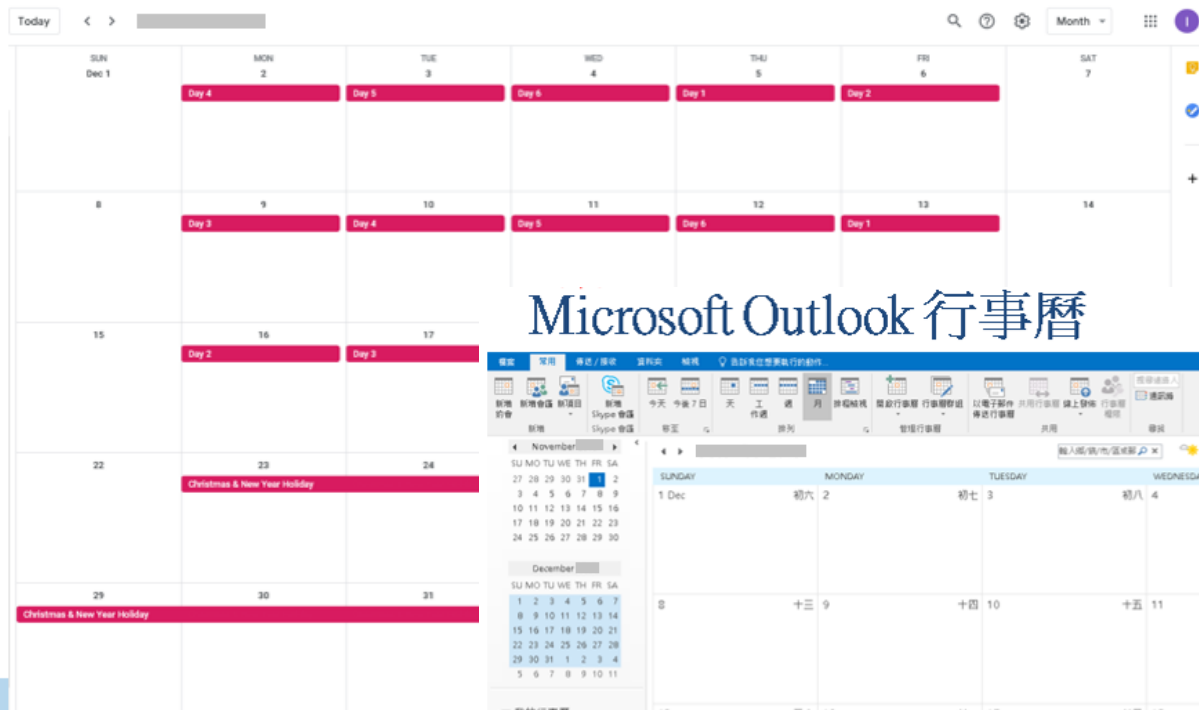 Today < > Month I
SUN MON TUE WED THU FRI SAT
Dec 1 2 3 4 5 6 7
Day 4 Day 5 Day 6 Day 1 Day 2
8 9 10 11 12 13 14
Day 3 Day 4 Day 5 Day 6 Day 1
Microsoft Outlook 行事曆
15 16 17
Day 2 Day 3
檔案 常用 傳送/接收 資料夾 檢視 告訴我您想要執行的動作...
新增約會 新增會議 新項目 新增 Skype 會議 今天 今後 7 日 天 工作週 週 月 排程檢視 開啟行事曆 行事曆群組 以電子郵件傳送行事曆 共用行事曆 線上發佈 行事曆權限 搜尋連絡人 通訊錄
新增 Skype 會議 移至 排列 管理行事曆 共用 尋找
22 23 24
Christmas & New Year Holiday
November
SU MO TU WE TH FR SA
27 28 29 30 31 1 2
3 4 5 6 7 8 9
10 11 12 13 14 15 16
17 18 19 20 21 22 23
24 25 26 27 28 29 30
SUNDAY MONDAY TUESDAY WEDNESDA
1 Dec 初六 2 初七 3 初八 4
December
SU MO TU WE TH FR SA
1 2 3 4 5 6 7
8 9 10 11 12 13 14
15 16 17 18 19 20 21
22 23 24 25 26 27 28
29 30 31 1 2 3 4
5 6 7 8 9 10 11
8 十三 9 十四 10 十五 11
29 30 31
Christmas & New Year Holiday